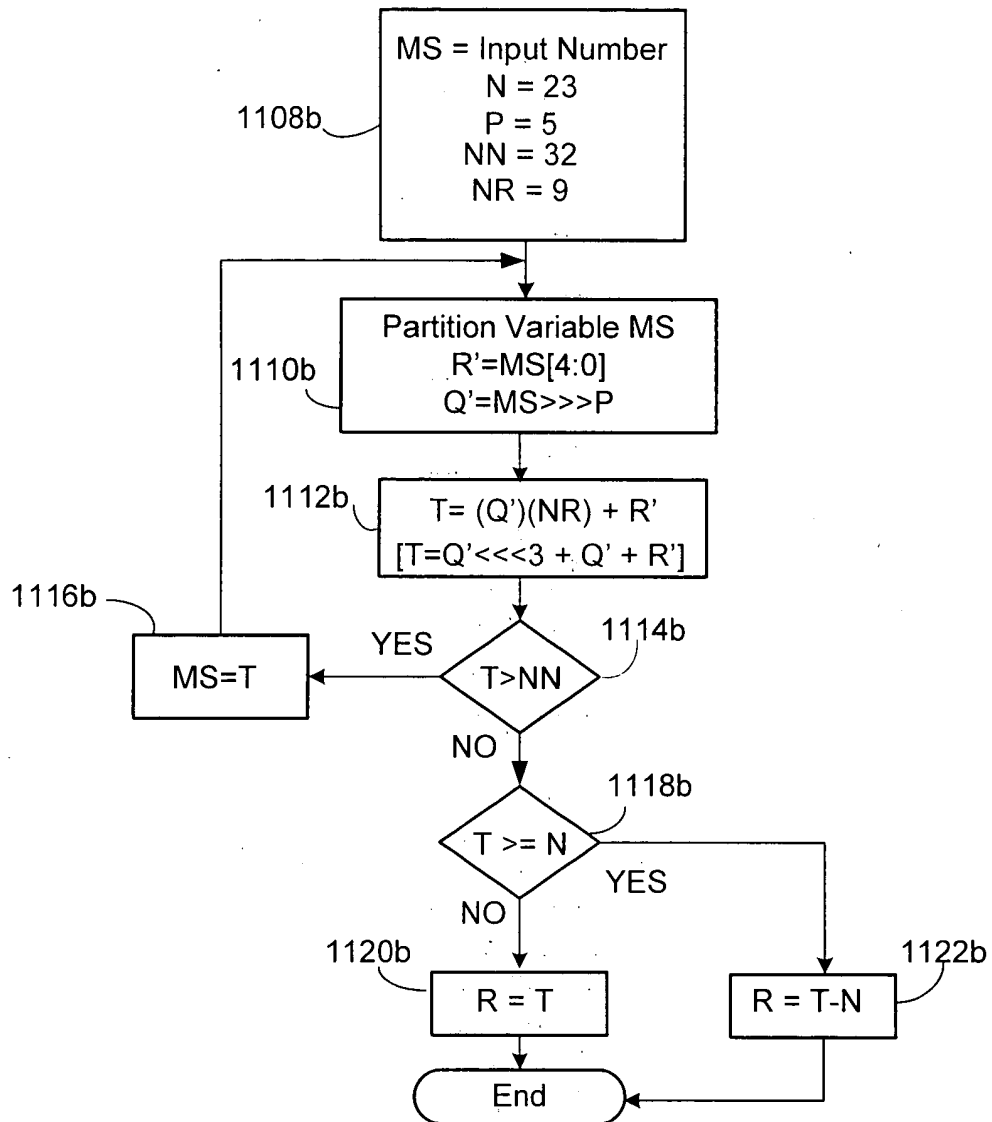 MS = Input Number
N = 23
P = 5
NN = 32
NR = 9
1108b
Partition Variable MS
R’=MS[4:0]
Q’=MS>>>P
1110b
T= (Q’)(NR) + R’
[T=Q’<<<3 + Q’ + R’]
1112b
1116b
MS=T
YES
T>NN
1114b
NO
1118b
T >= N
YES
NO
1120b
R = T
1122b
R = T-N
End